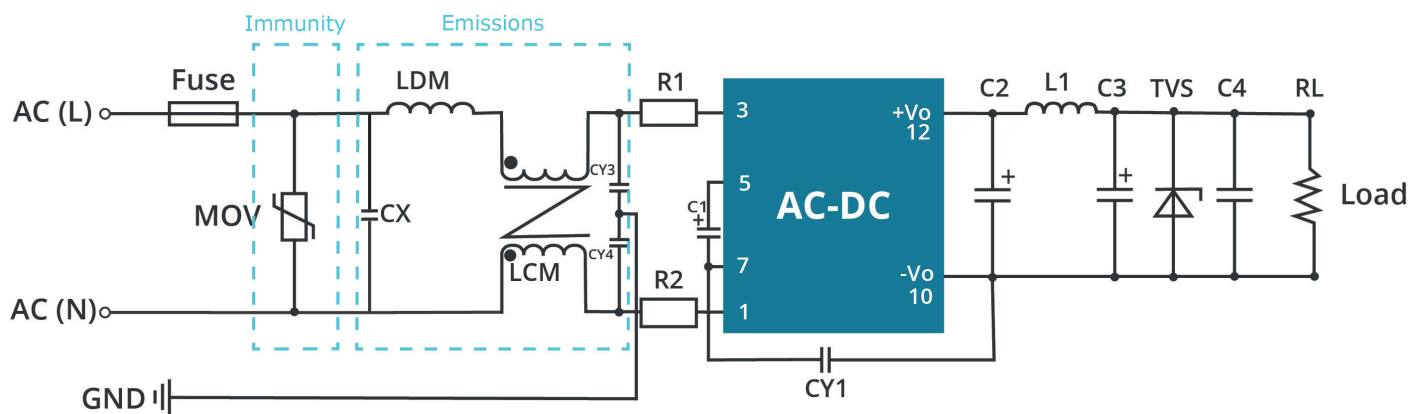 Immunity
Emissions
Fuse
LDM
R1
C2
L1
C3
TVS
C4
RL
AC (L)
3
+Vo
12
CY3
5
MOV
CX
C1
+
AC-DC
+
+
Load
CY4
LCM
7
-Vo
10
R2
AC (N)
1
CY1
GND